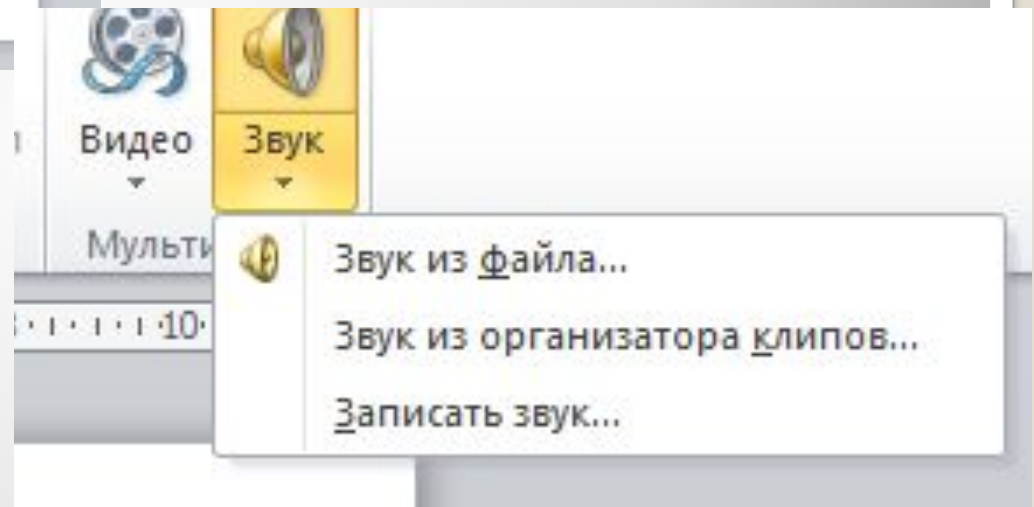 Видео
Звук
Мульти
Звук из файла...
10
Звук из организатора клипов...
Записать звук...